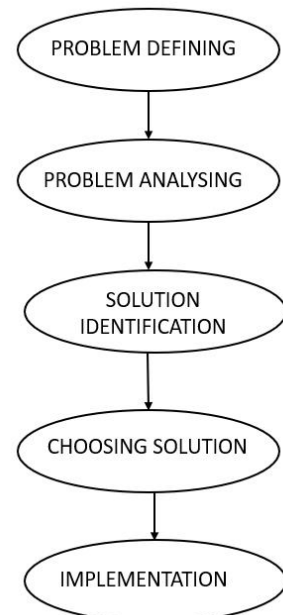 PROBLEM DEFINING
PROBLEM ANALYSING
SOLUTION
IDENTIFICATION
CHOOSING SOLUTION
IMPLEMENTATION